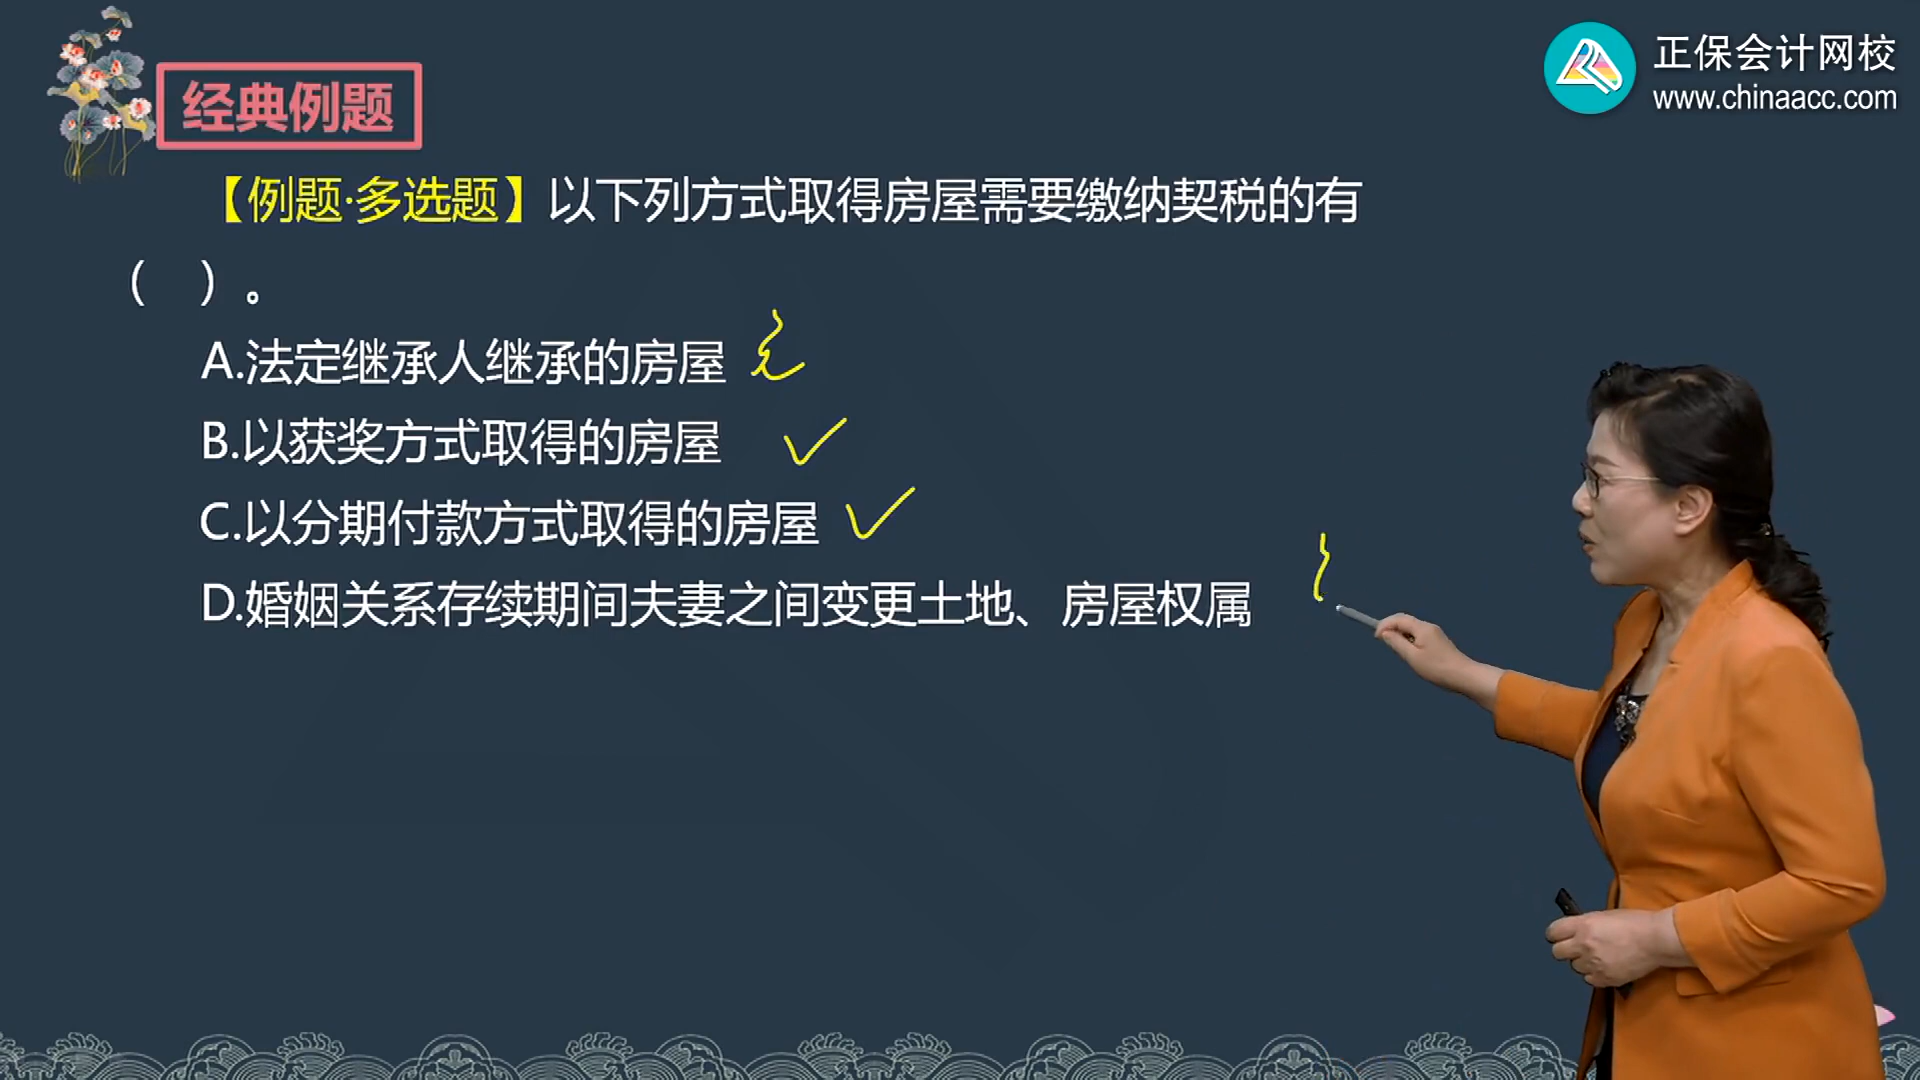 正保会计网校
www.chinaacc.com
经典例题
【例题·多选题】以下列方式取得房屋需要缴纳契税的有
（ ）。
A.法定继承人继承的房屋
B.以获奖方式取得的房屋
C.以分期付款方式取得的房屋
D.婚姻关系存续期间夫妻之间变更土地、房屋权属